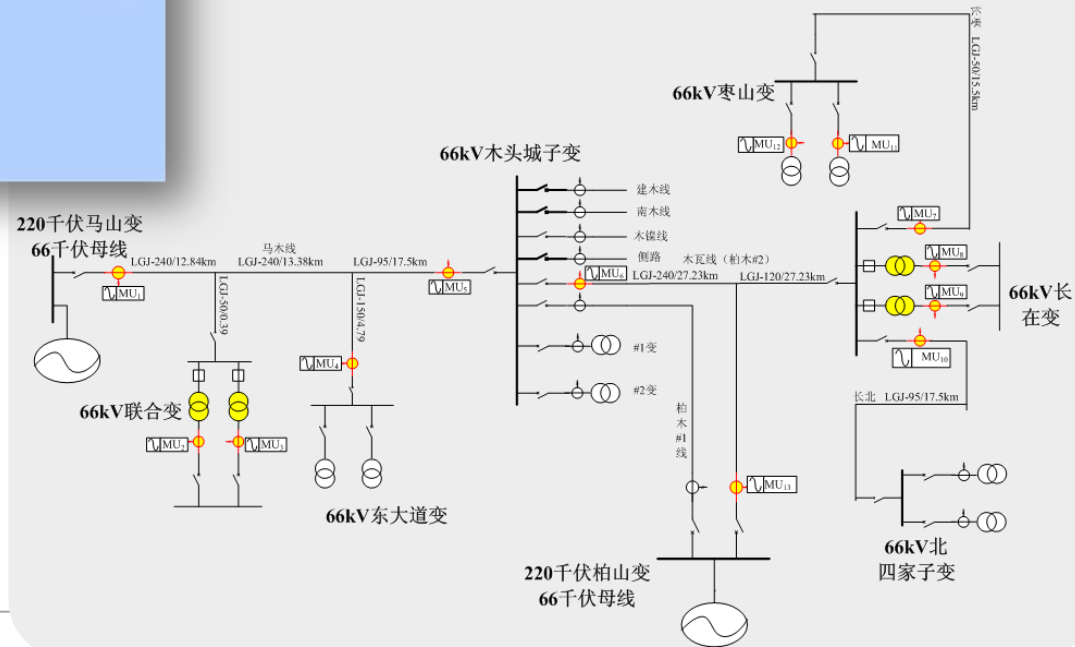 长枣 LGJ-50/15.5km
66kV枣山变
MU12
MU11
66kV木头城子变
建木线
南木线
木镍线
侧路
220千伏马山变
66千伏母线
马木线
LGJ-240/12.84km
LGJ-240/13.38km
LGJ-95/17.5km
MU1
MU5
MU6
木瓦线（柏木#2）
LGJ-240/27.23km
LGJ-120/27.23km
MU7
MU8
MU9
MU10
66kV长
在变
LGJ-50/0.39
LGJ-150/4.79
MU4
#1变
#2变
66kV联合变
MU2
MU3
66kV东大道变
柏木#1线
MU13
长北 LGJ-95/17.5km
220千伏柏山变
66千伏母线
66kV北
四家子变